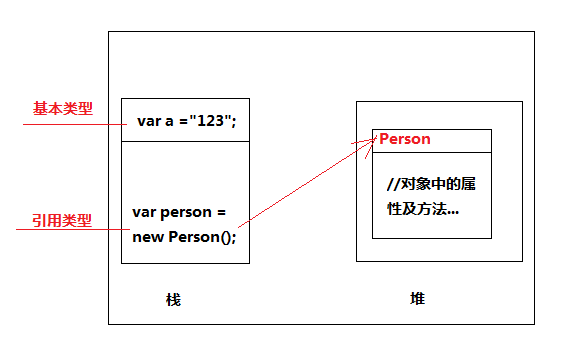 基本类型
var a ="123";
Person
//对象中的属
性及方法...
引用类型
var person =
new Person();
栈
堆